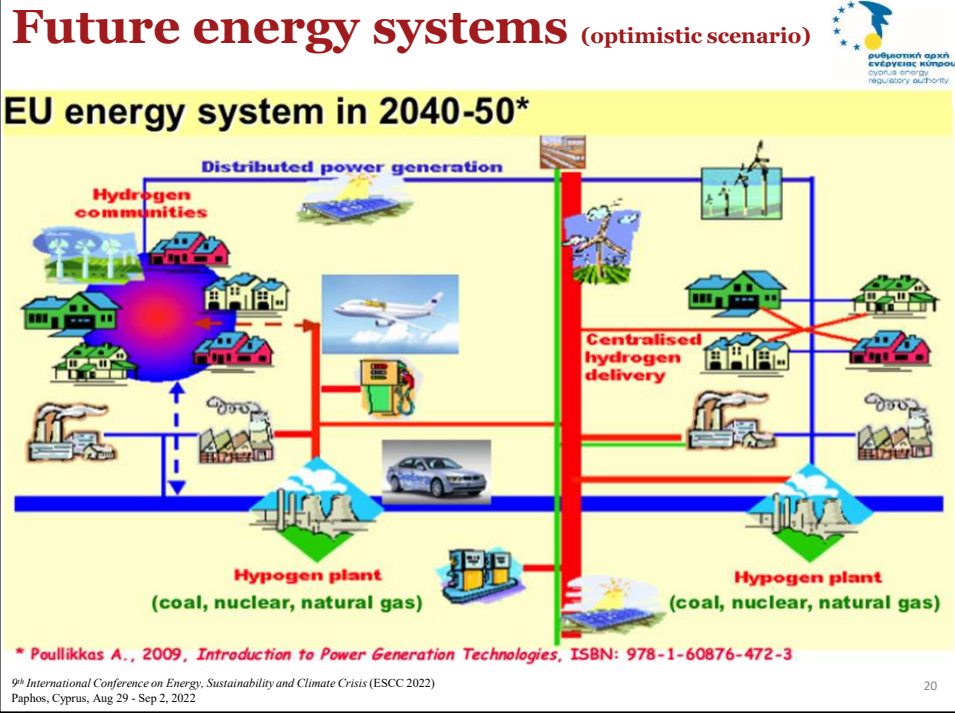 Future energy systems (optimistic scenario)
ρυθμιστική αρχή
ενέργειας κύπρου
cyprus energy
regulatory authority
EU energy system in 2040-50*
Distributed power generation
Hydrogen
communities
Centralised
hydrogen
delivery
Hypogen plant
(coal, nuclear, natural gas)
Hypogen plant
(coal, nuclear, natural gas)
* Poullikkas A., 2009, Introduction to Power Generation Technologies, ISBN: 978-1-60876-472-3
9th International Conference on Energy, Sustainability and Climate Crisis (ESCC 2022)
Paphos, Cyprus, Aug 29 - Sep 2, 2022
20